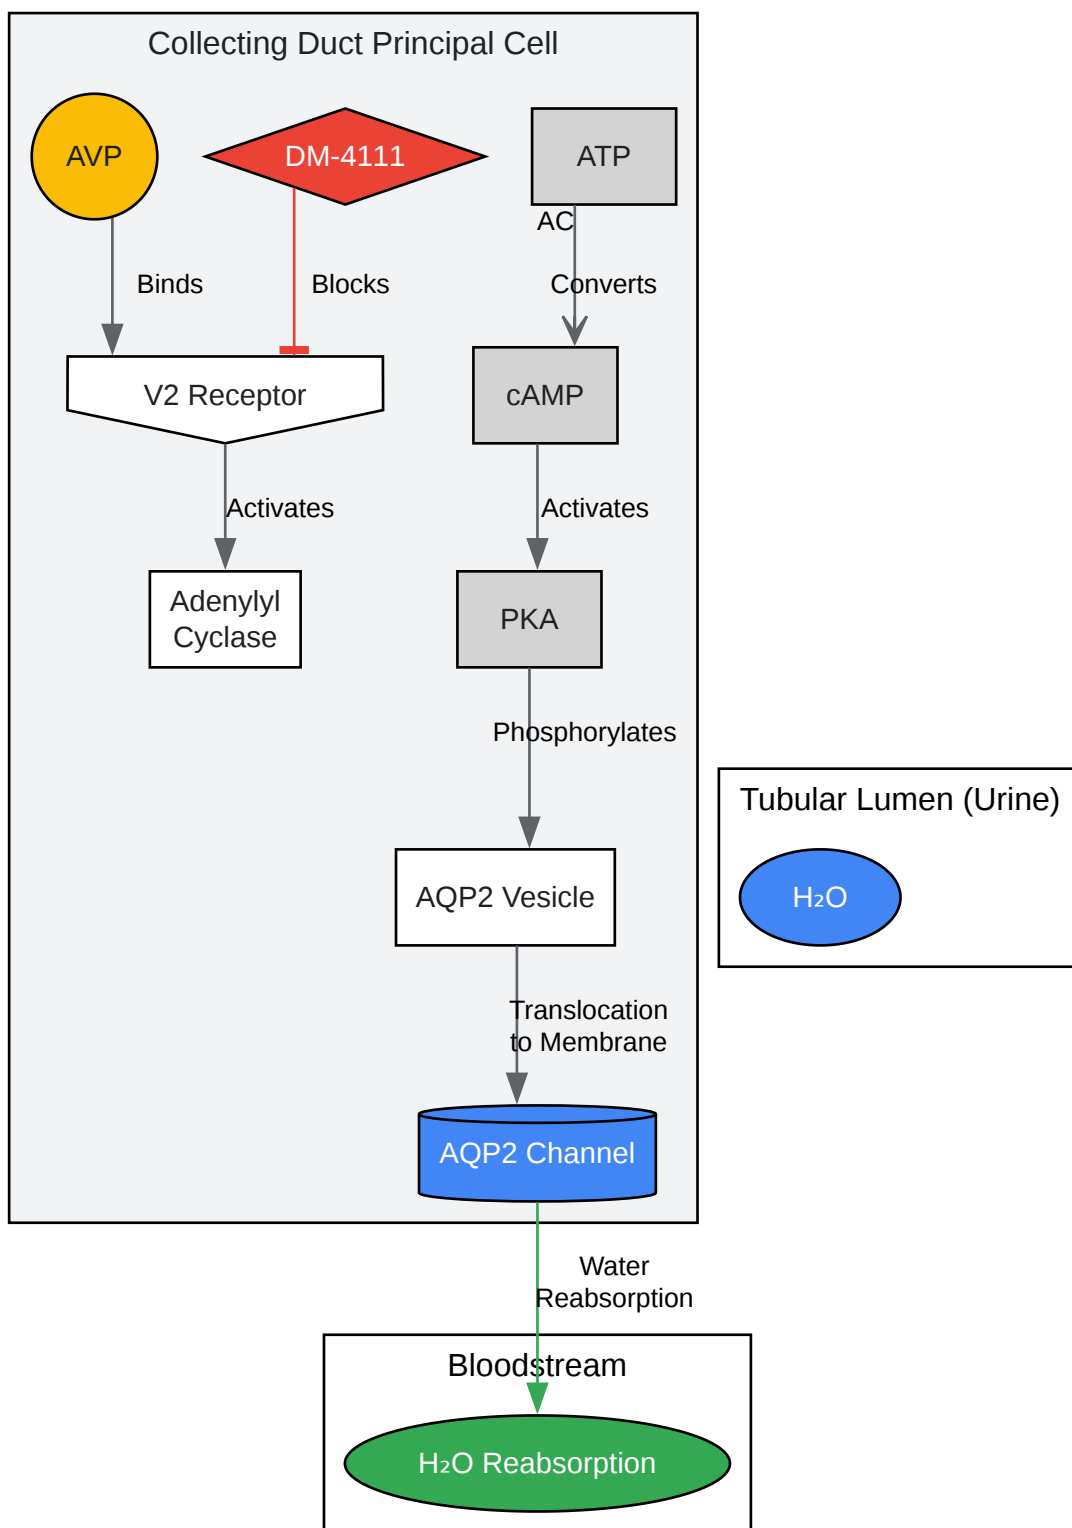 Collecting Duct Principal Cell
AVP
DM-4111
ATP
AC
Binds
Blocks
Converts
V2 Receptor
cAMP
Activates
Activates
Adenylyl
Cyclase
PKA
Phosphorylates
Tubular Lumen (Urine)
AQP2 Vesicle
H₂O
Translocation
to Membrane
AQP2 Channel
Water
Reabsorption
Bloodstream
H₂O Reabsorption